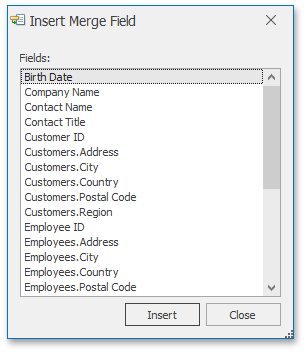 Insert Merge Field
Fields:
Birth Date
Company Name
Contact Name
Contact Title
Customer ID
Customers.Address
Customers.City
Customers.Country
Customers.Postal Code
Customers.Region
Employee ID
Employees.Address
Employees.City
Employees.Country
Employees.Postal Code
Insert Close